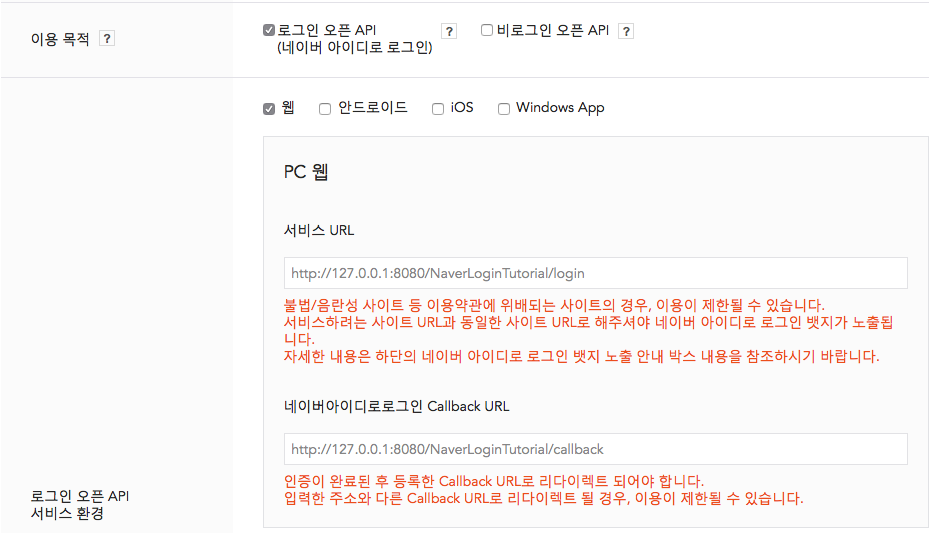 이용 목적 ?
로그인 오픈 API ? 비로그인 오픈 API ?
(네이버 아이디로 로그인)
웹 안드로이드 iOS Windows App
PC 웹
서비스 URL
http://127.0.0.1:8080/NaverLoginTutorial/login
불법/음란성 사이트 등 이용약관에 위배되는 사이트의 경우, 이용이 제한될 수 있습니다.
서비스하려는 사이트 URL과 동일한 사이트 URL로 해주셔야 네이버 아이디로 로그인 뱃지가 노출됩
니다.
자세한 내용은 하단의 네이버 아이디로 로그인 뱃지 노출 안내 박스 내용을 참조하시기 바랍니다.
네이버아이디로로그인 Callback URL
http://127.0.0.1:8080/NaverLoginTutorial/callback
인증이 완료된 후 등록한 Callback URL로 리다이렉트 되어야 합니다.
입력한 주소와 다른 Callback URL로 리다이렉트 될 경우, 이용이 제한될 수 있습니다.
로그인 오픈 API
서비스 환경